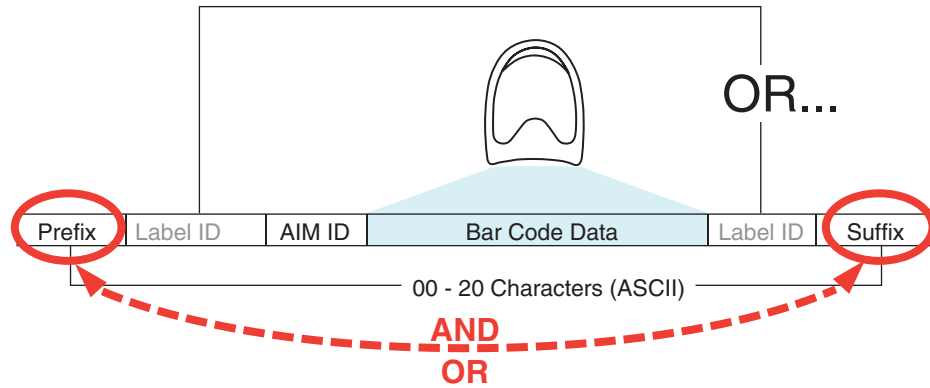 OR...
Prefix Label ID AIM ID Bar Code Data Label ID Suffix
00 - 20 Characters (ASCII)
AND
OR